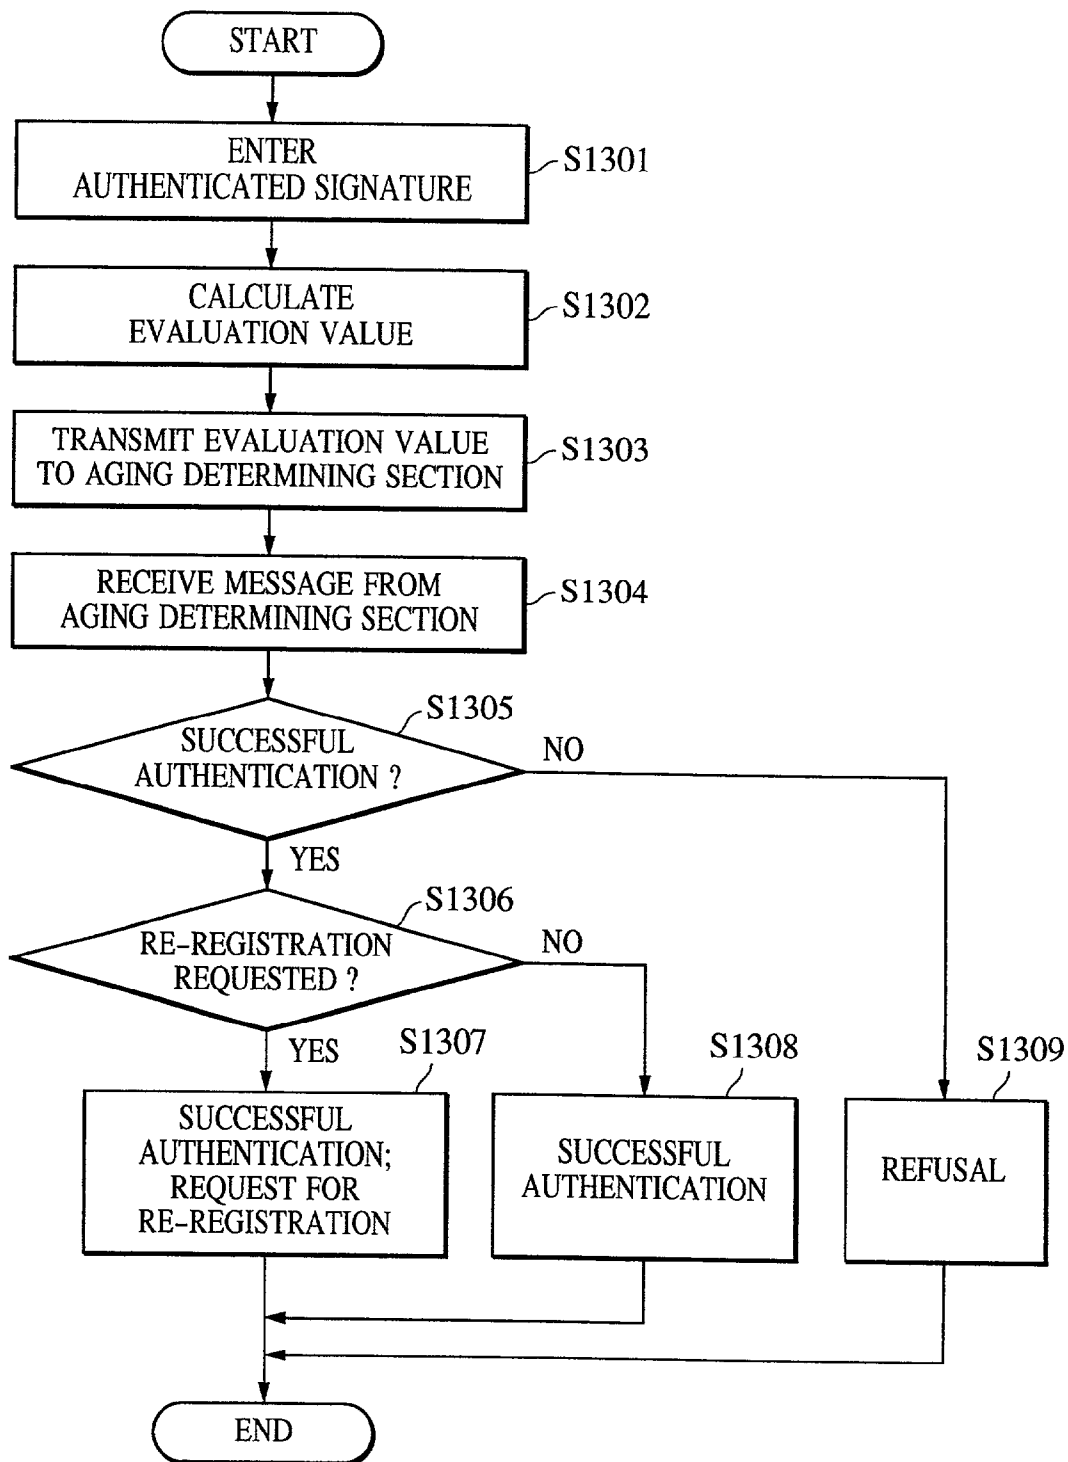 START
ENTER
AUTHENTICATED SIGNATURE
S1301
CALCULATE
EVALUATION VALUE
S1302
TRANSMIT EVALUATION VALUE
TO AGING DETERMINING SECTION
S1303
RECEIVE MESSAGE FROM
AGING DETERMINING SECTION
S1304
S1305
SUCCESSFUL
AUTHENTICATION ?
NO
YES
S1306
RE-REGISTRATION
REQUESTED ?
NO
YES
S1307
SUCCESSFUL
AUTHENTICATION;
REQUEST FOR
RE-REGISTRATION
S1308
SUCCESSFUL
AUTHENTICATION
S1309
REFUSAL
END